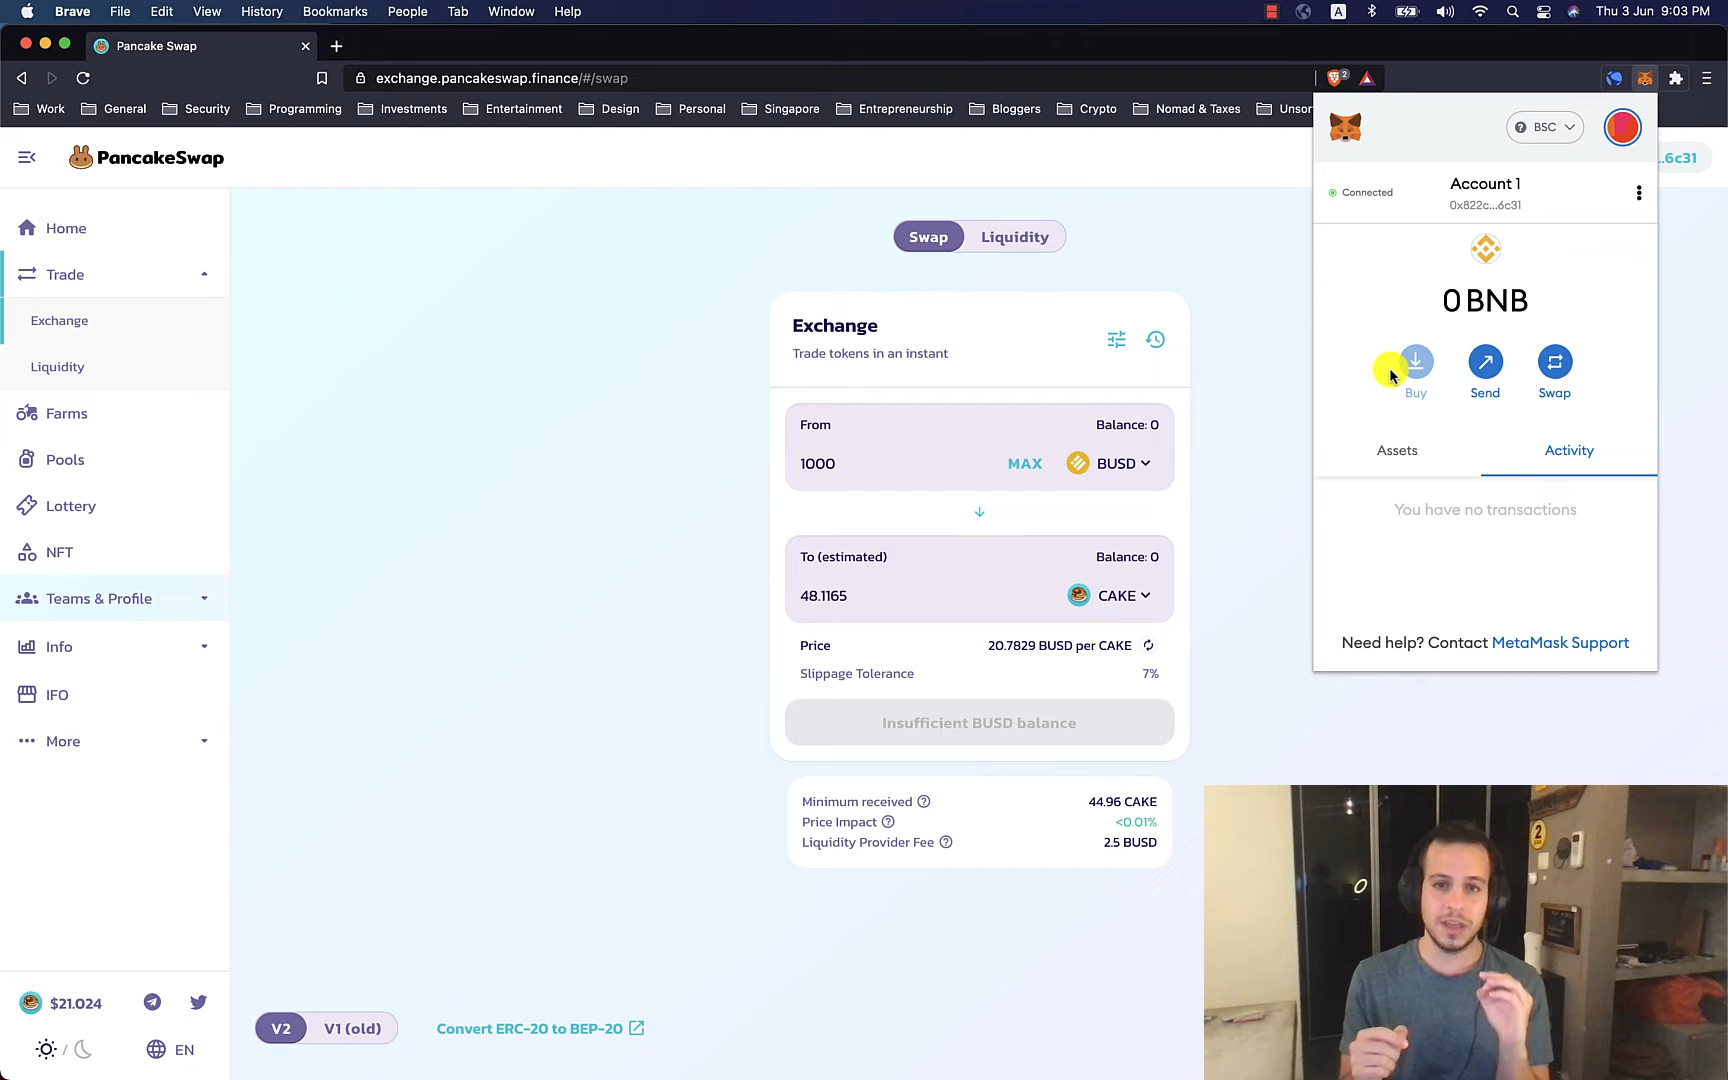 Brave File Edit View History Bookmarks People Tab Window Help
A
Thu 3 Jun 9:03 PM
Pancake Swap
exchange.pancakeswap.finance/#/swap
2
Work General Security Programming Investments Entertainment Design Personal Singapore Entrepreneurship Bloggers Crypto Nomad & Taxes Unsor
PancakeSwap
Home
Trade
Exchange
Liquidity
Farms
Pools
Lottery
NFT
Teams & Profile
Info
IFO
More
$21.024
EN
Swap Liquidity
Exchange
Trade tokens in an instant
From Balance: 0
1000 MAX BUSD
To (estimated) Balance: 0
48.1165 CAKE
Price 20.7829 BUSD per CAKE
Slippage Tolerance 7%
Insufficient BUSD balance
Minimum received 44.96 CAKE
Price Impact <0.01%
Liquidity Provider Fee 2.5 BUSD
V2 V1 (old)
Convert ERC-20 to BEP-20
BSC
..6c31
Connected
Account 1
0x822c...6c31
0 BNB
Buy Send Swap
Assets Activity
You have no transactions
Need help? Contact MetaMask Support
2